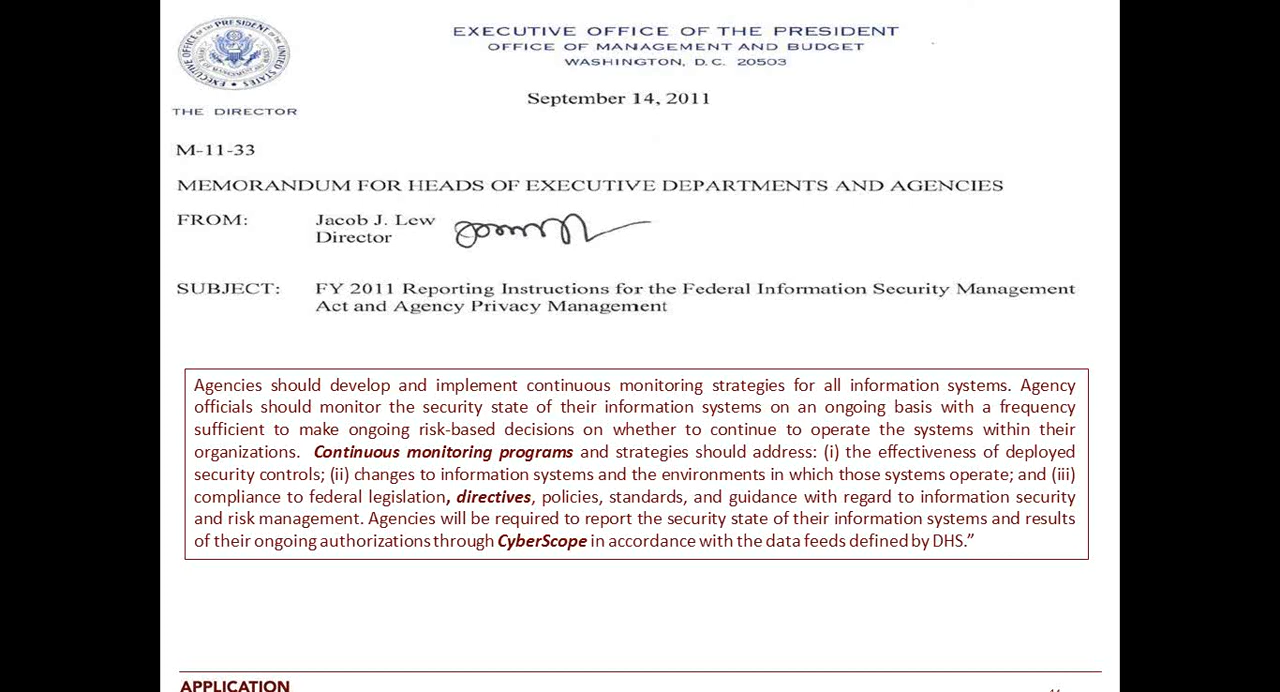 EXECUTIVE OFFICE OF THE PRESIDENT
OFFICE OF MANAGEMENT AND BUDGET
WASHINGTON, D.C. 20503
THE DIRECTOR
September 14, 2011
M-11-33
MEMORANDUM FOR HEADS OF EXECUTIVE DEPARTMENTS AND AGENCIES
FROM: Jacob J. Lew
Director
SUBJECT: FY 2011 Reporting Instructions for the Federal Information Security Management
Act and Agency Privacy Management
Agencies should develop and implement continuous monitoring strategies for all information systems. Agency
officials should monitor the security state of their information systems on an ongoing basis with a frequency
sufficient to make ongoing risk-based decisions on whether to continue to operate the systems within their
organizations. Continuous monitoring programs and strategies should address: (i) the effectiveness of deployed
security controls; (ii) changes to information systems and the environments in which those systems operate; and (iii)
compliance to federal legislation, directives, policies, standards, and guidance with regard to information security
and risk management. Agencies will be required to report the security state of their information systems and results
of their ongoing authorizations through CyberScope in accordance with the data feeds defined by DHS.”
APPLICATION